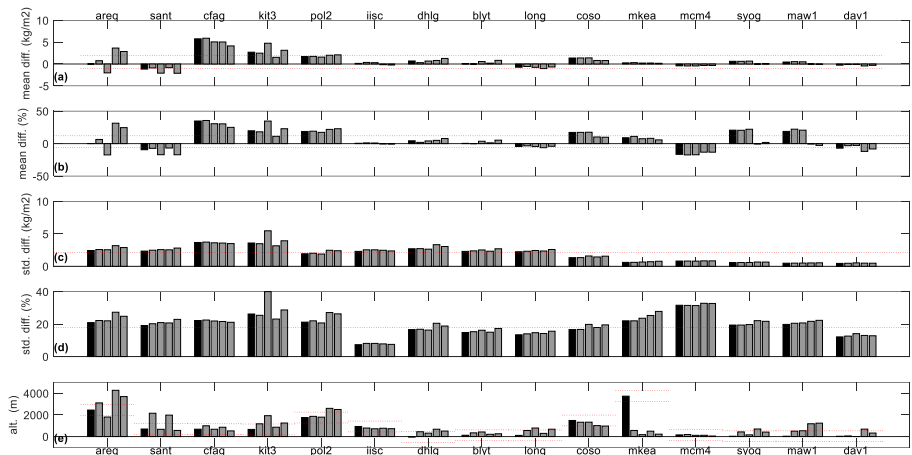 areq sant cfag kit3 pol2 iisc dhlg blyt long coso mkea mcm4 syog maw1 dav1
mean diff. (kg/m2)
10
5
0
-5
(a)
mean diff. (%)
50
0
-50
(b)
std. diff. (kg/m2)
10
5
0
(c)
std. diff. (%)
40
20
0
(d)
alt. (m)
4000
2000
0
(e)
areq sant cfag kit3 pol2 iisc dhlg blyt long coso mkea mcm4 syog maw1 dav1